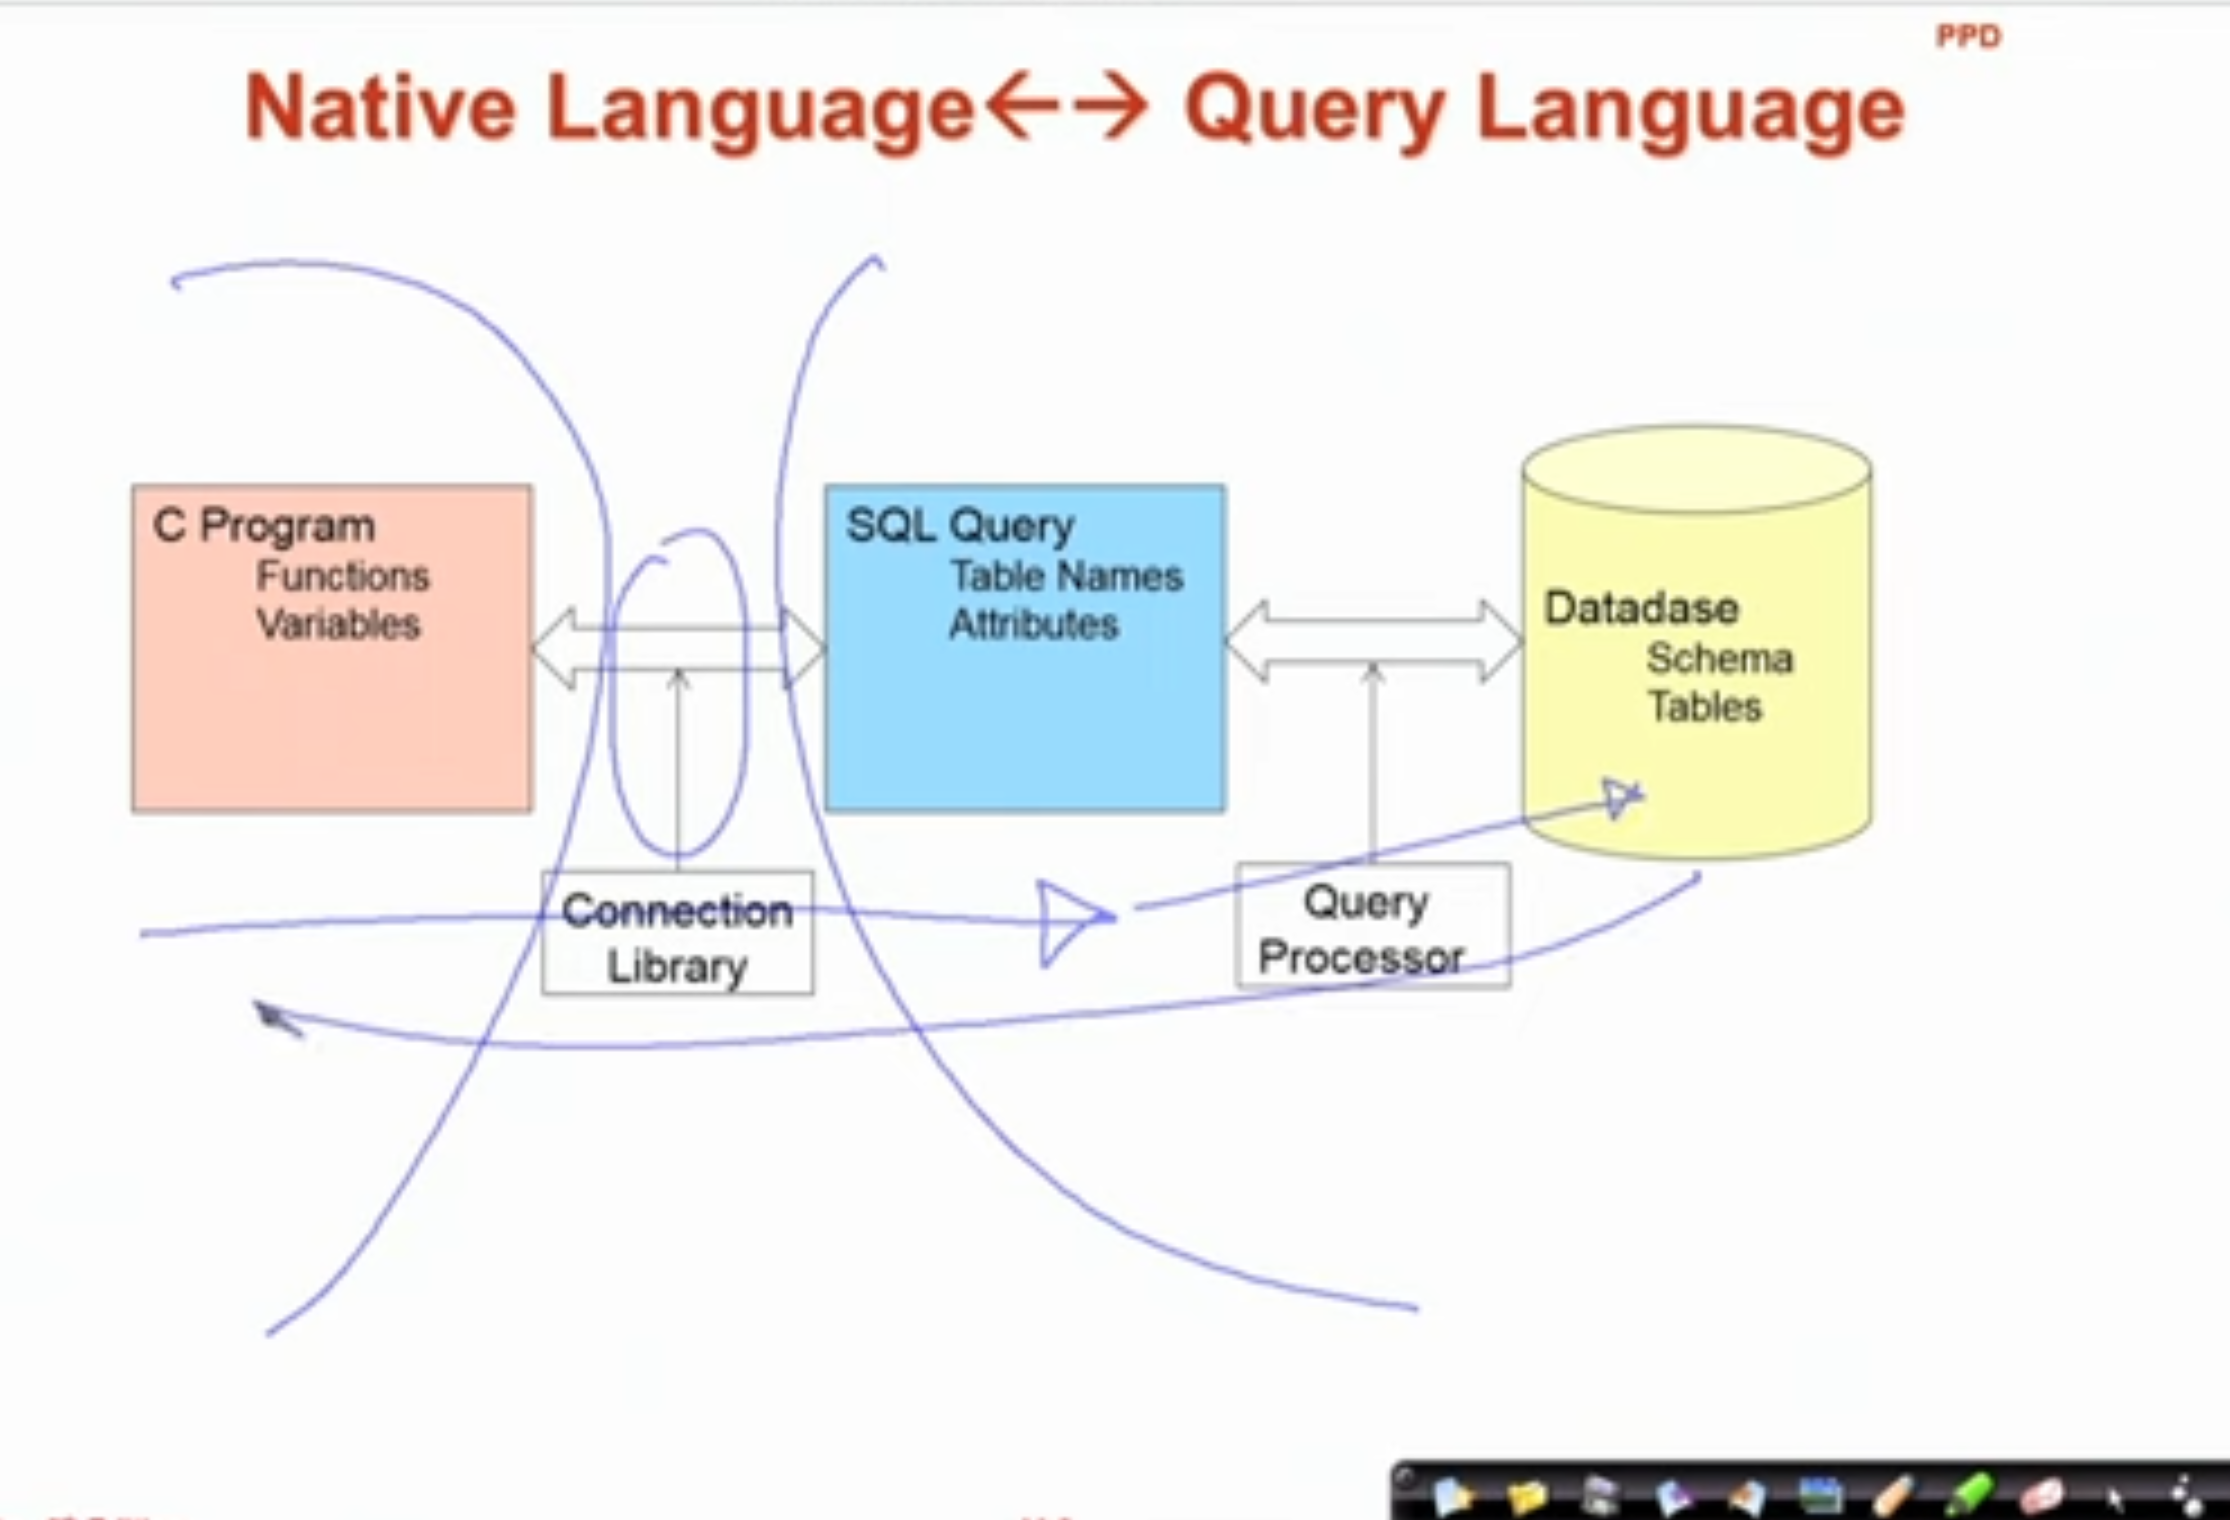 PPD
Native Language←→ Query Language
C Program
Functions
Variables
SQL Query
Table Names
Attributes
Datadase
Schema
Tables
Connection
Library
Query
Processor